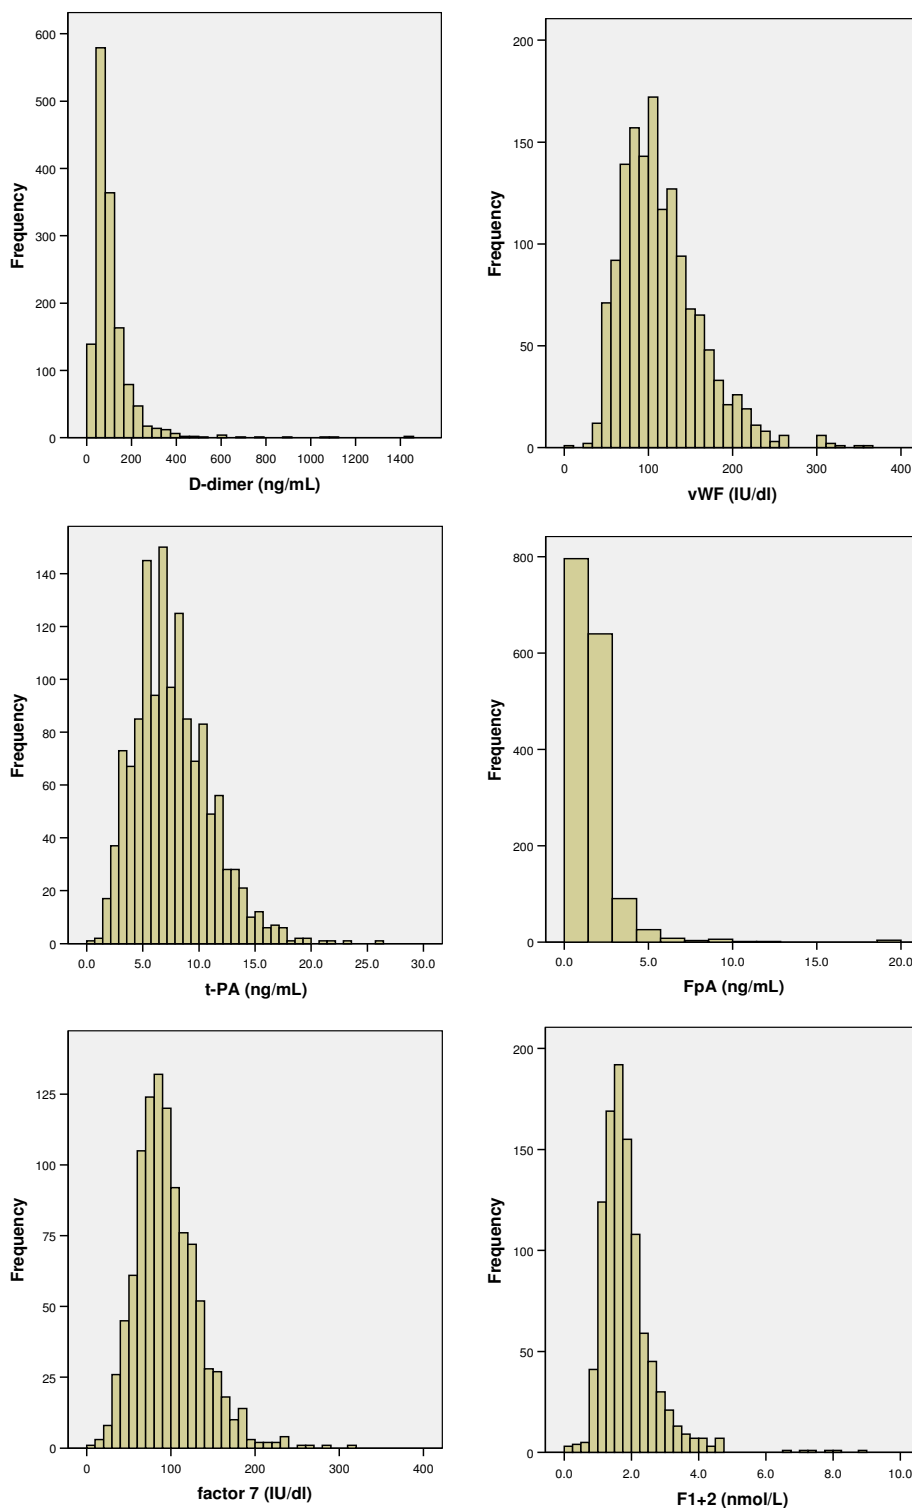 600
500
400
300
200
100
0
Frequency
0 200 400 600 800 1000 1200 1400
D-dimer (ng/mL)
200
150
100
50
0
Frequency
0 100 200 300 400
vWF (IU/dl)
140
120
100
80
60
40
20
0
Frequency
0.0 5.0 10.0 15.0 20.0 25.0 30.0
t-PA (ng/mL)
800
600
400
200
0
Frequency
0.0 5.0 10.0 15.0 20.0
FpA (ng/mL)
125
100
75
50
25
0
Frequency
0 100 200 300 400
factor 7 (IU/dl)
200
150
100
50
0
Frequency
0.0 2.0 4.0 6.0 8.0 10.0
F1+2 (nmol/L)